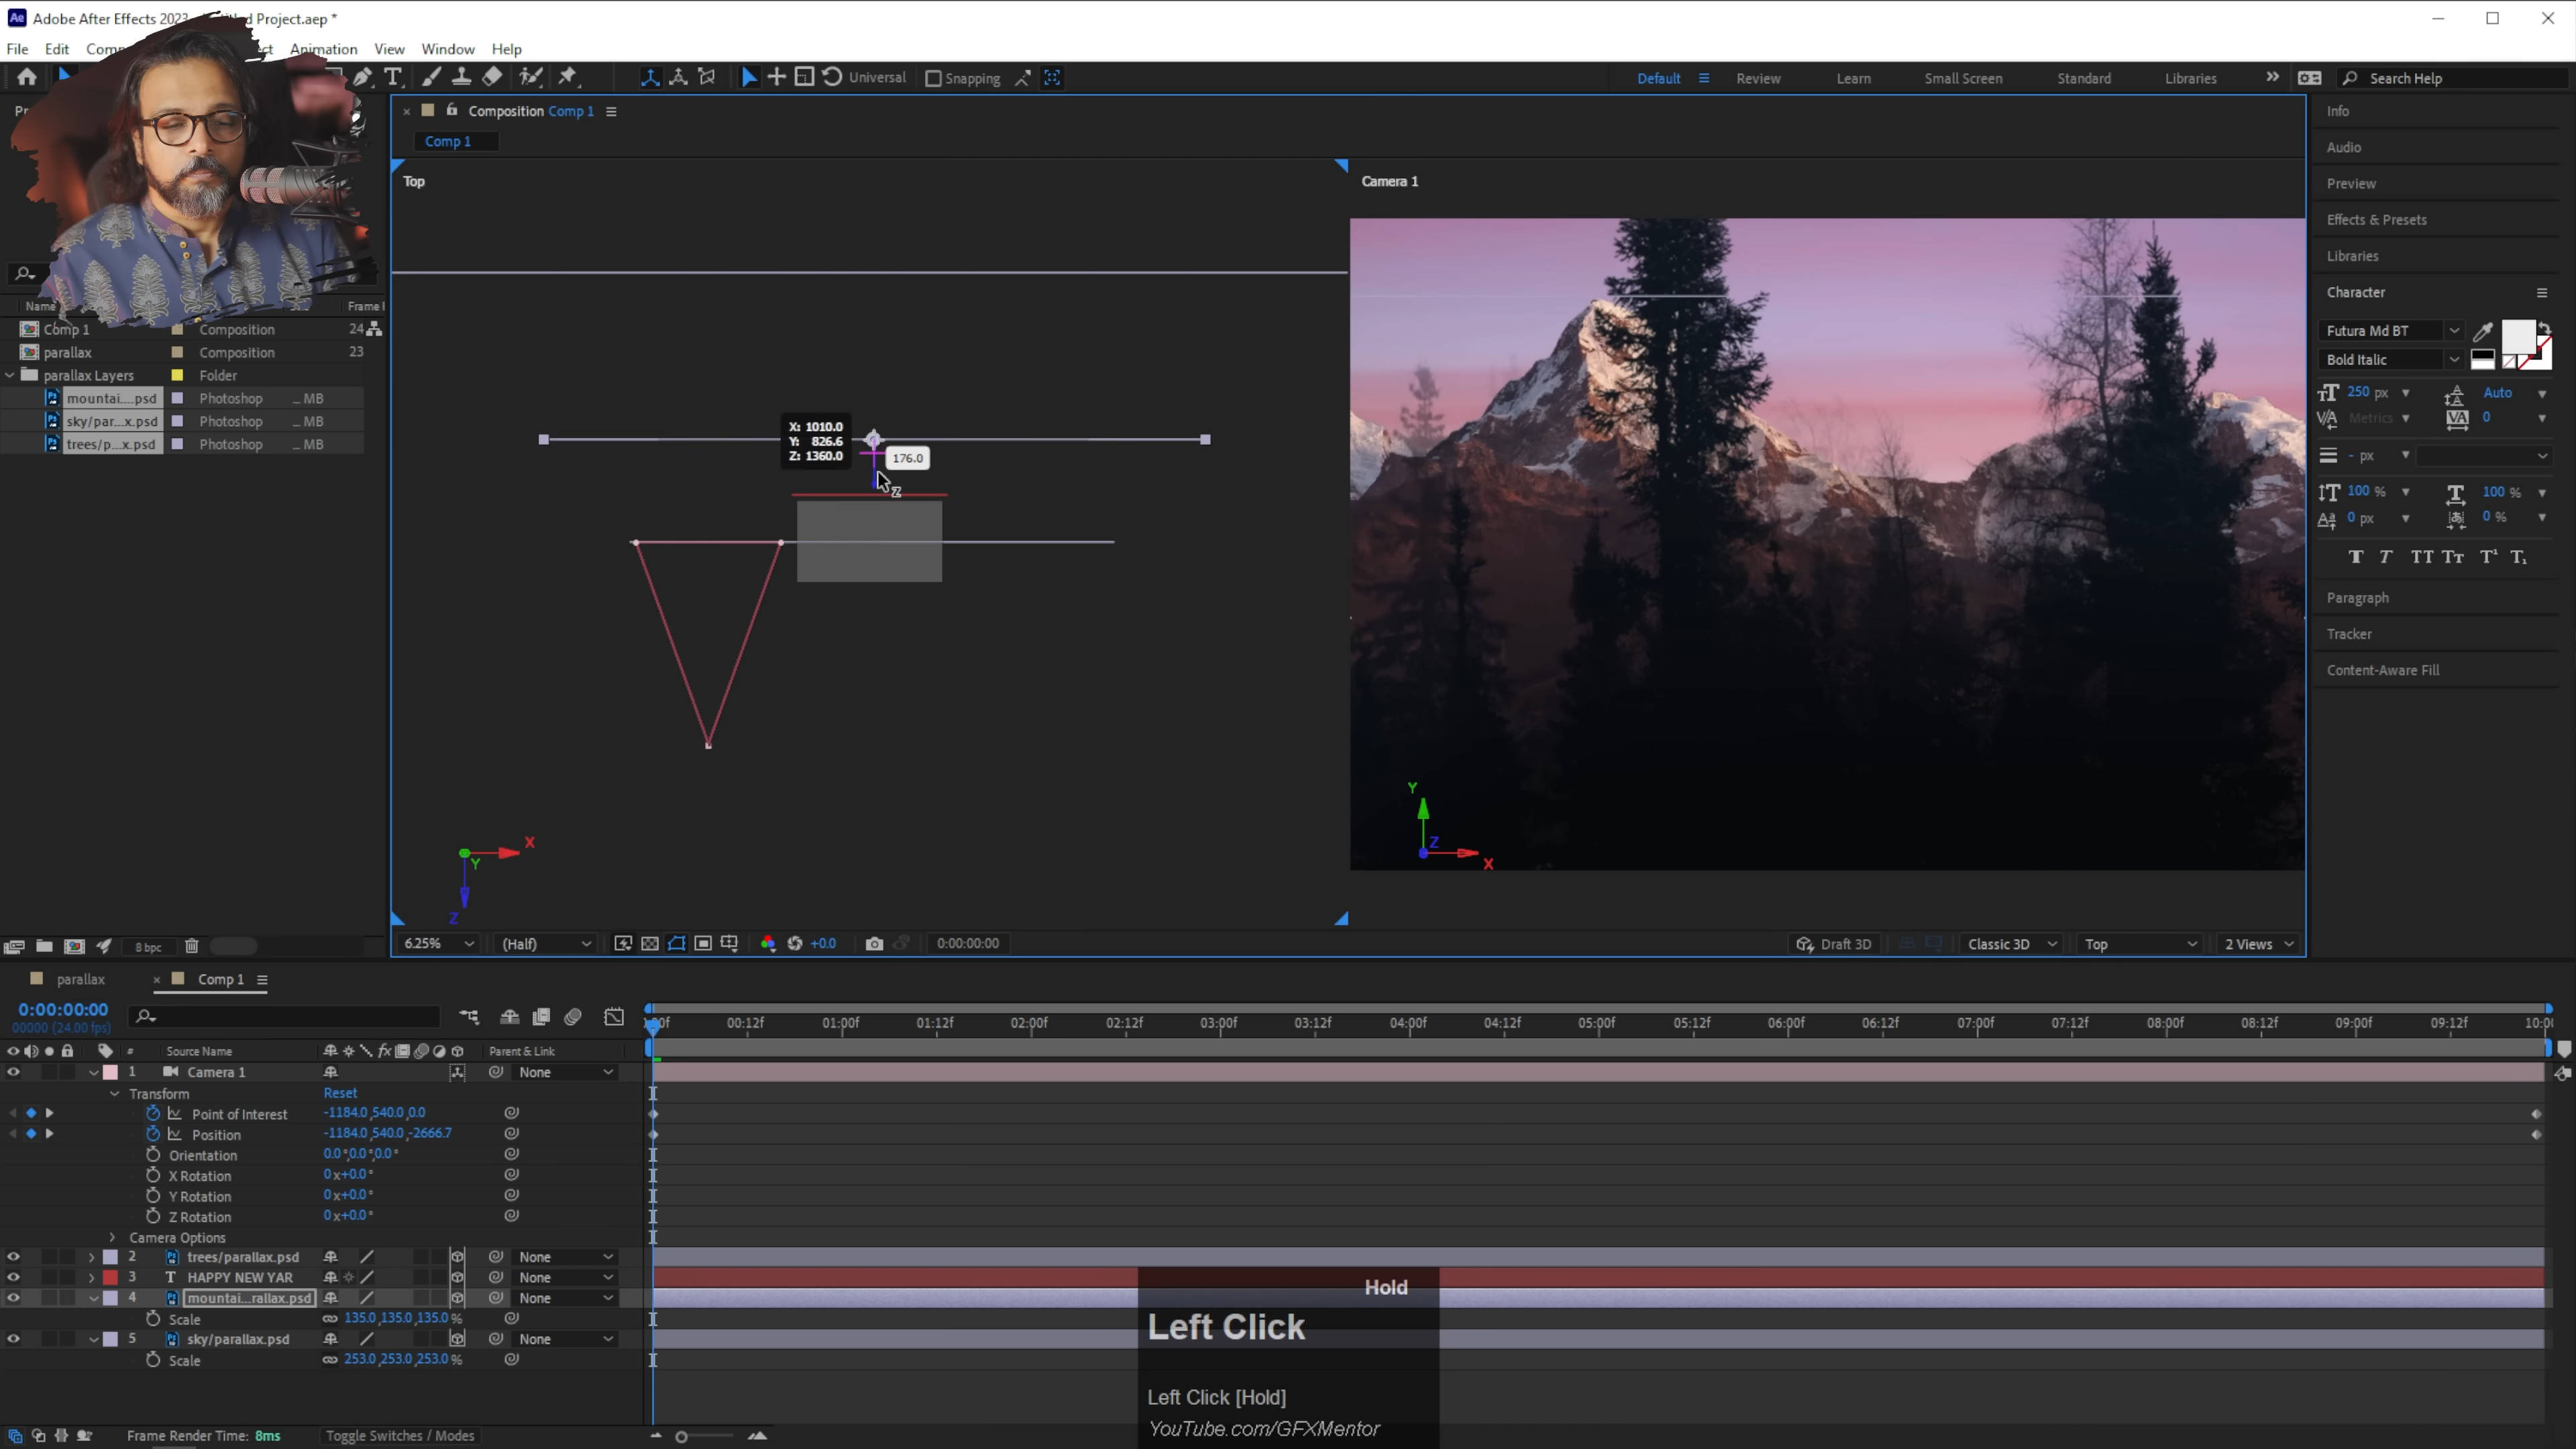 Ae Adobe After Effects 2023 titled Project.aep *
File Edit Comp ct Animation View Window Help
Universal Snapping Default Review Learn Small Screen Standard Libraries Search Help
Composition Comp 1
Comp 1
Top
Camera 1
X: 1010.0
Y: 826.6
Z: 1360.0
176.0
Z
X
Y
Z
Y
Z
X
Name Frame
Comp 1 Composition 24
parallax Composition 23
parallax Layers Folder
mountai....psd Photoshop ... MB
sky/par...x.psd Photoshop ... MB
trees/p...x.psd Photoshop ... MB
8 bpc
6.25% (Half) +0.0 0:00:00:00 Draft 3D Classic 3D Top 2 Views
Info
Audio
Preview
Effects & Presets
Libraries
Character
Futura Md BT
Bold Italic
250 px Auto
Metrics 0
- px
100 % 100 %
0 px 0 %
T T TT Tt T¹ T₁
Paragraph
Tracker
Content-Aware Fill
parallax Comp 1
0:00:00:00
00000 (24.00 fps)
00f 00:12f 01:00f 01:12f 02:00f 02:12f 03:00f 03:12f 04:00f 04:12f 05:00f 05:12f 06:00f 06:12f 07:00f 07:12f 08:00f 08:12f 09:00f 09:12f 10:0
# Source Name fx Parent & Link
1 Camera 1 None
Transform Reset
Point of Interest -1184.0,540.0,0.0
Position -1184.0,540.0,-2666.7
Orientation 0.0°,0.0°,0.0°
X Rotation 0x+0.0°
Y Rotation 0x+0.0°
Z Rotation 0x+0.0°
Camera Options
2 trees/parallax.psd None
3 T HAPPY NEW YAR None
4 mountai...rallax.psd None
Scale 135.0,135.0,135.0%
5 sky/parallax.psd None
Scale 253.0,253.0,253.0%
Hold
Left Click
Left Click [Hold]
YouTube.com/GFXMentor
Frame Render Time: 8ms Toggle Switches / Modes